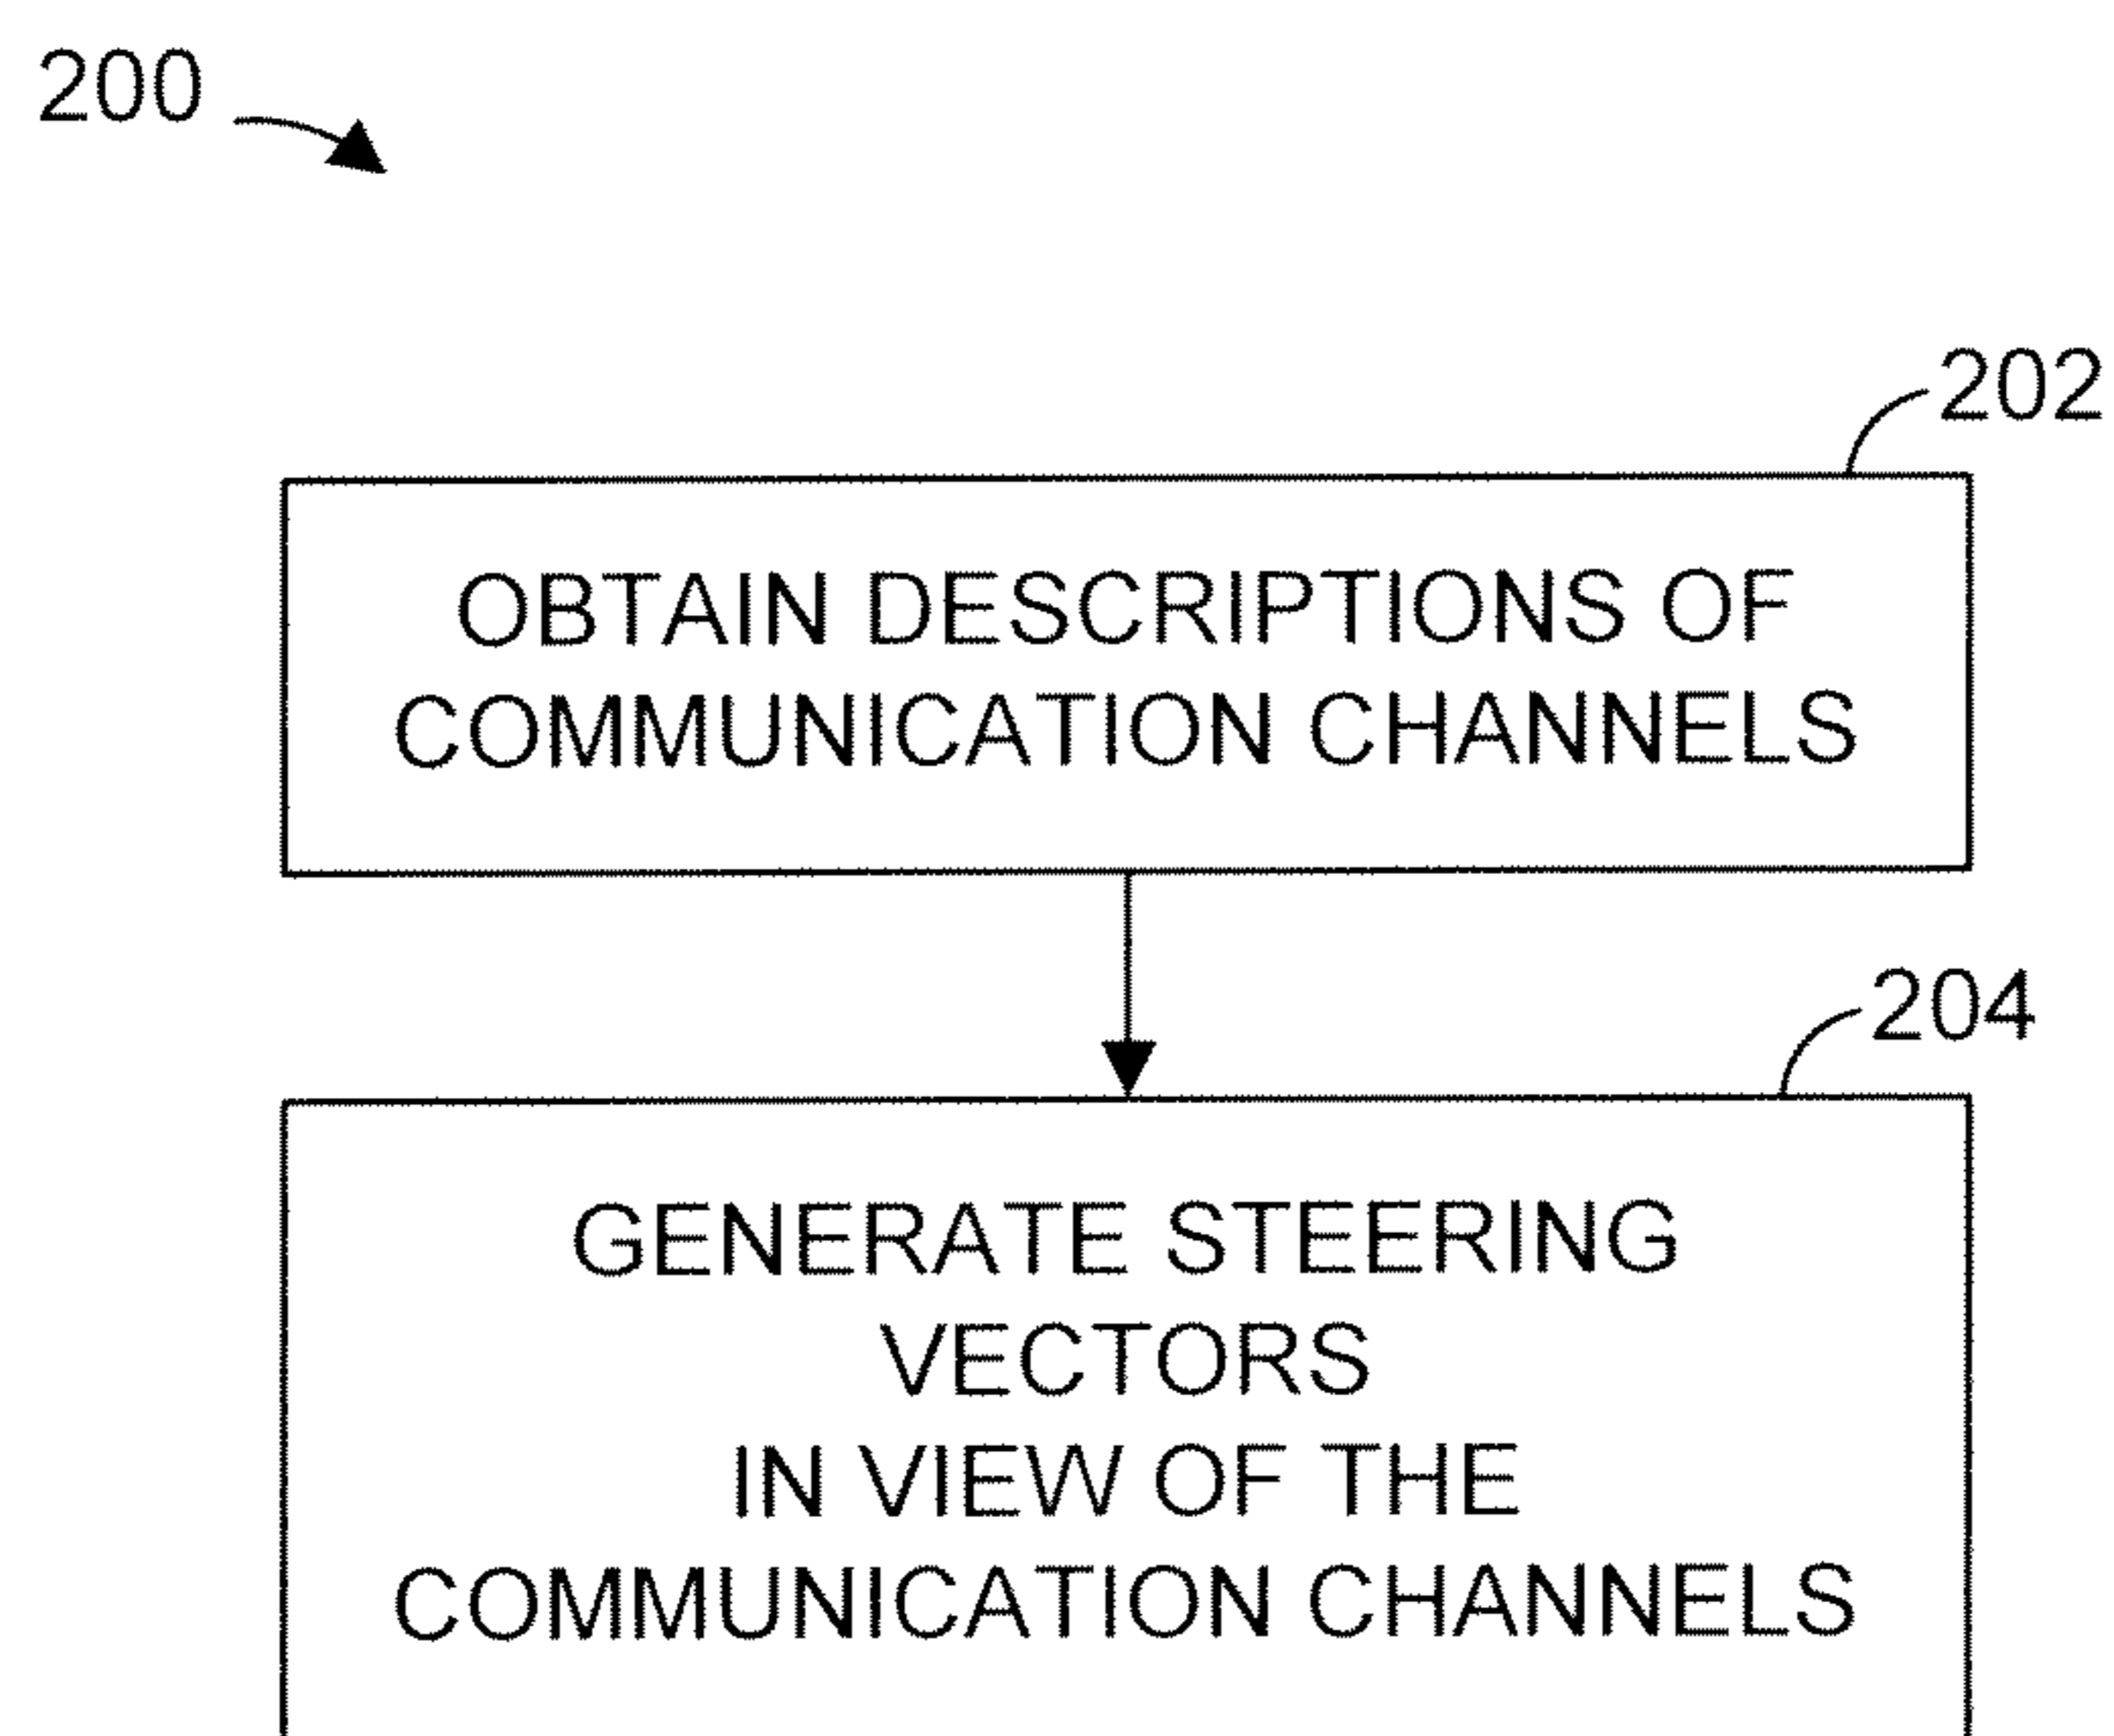 200
202
OBTAIN DESCRIPTIONS OF
COMMUNICATION CHANNELS
204
GENERATE STEERING
VECTORS
IN VIEW OF THE
COMMUNICATION CHANNELS